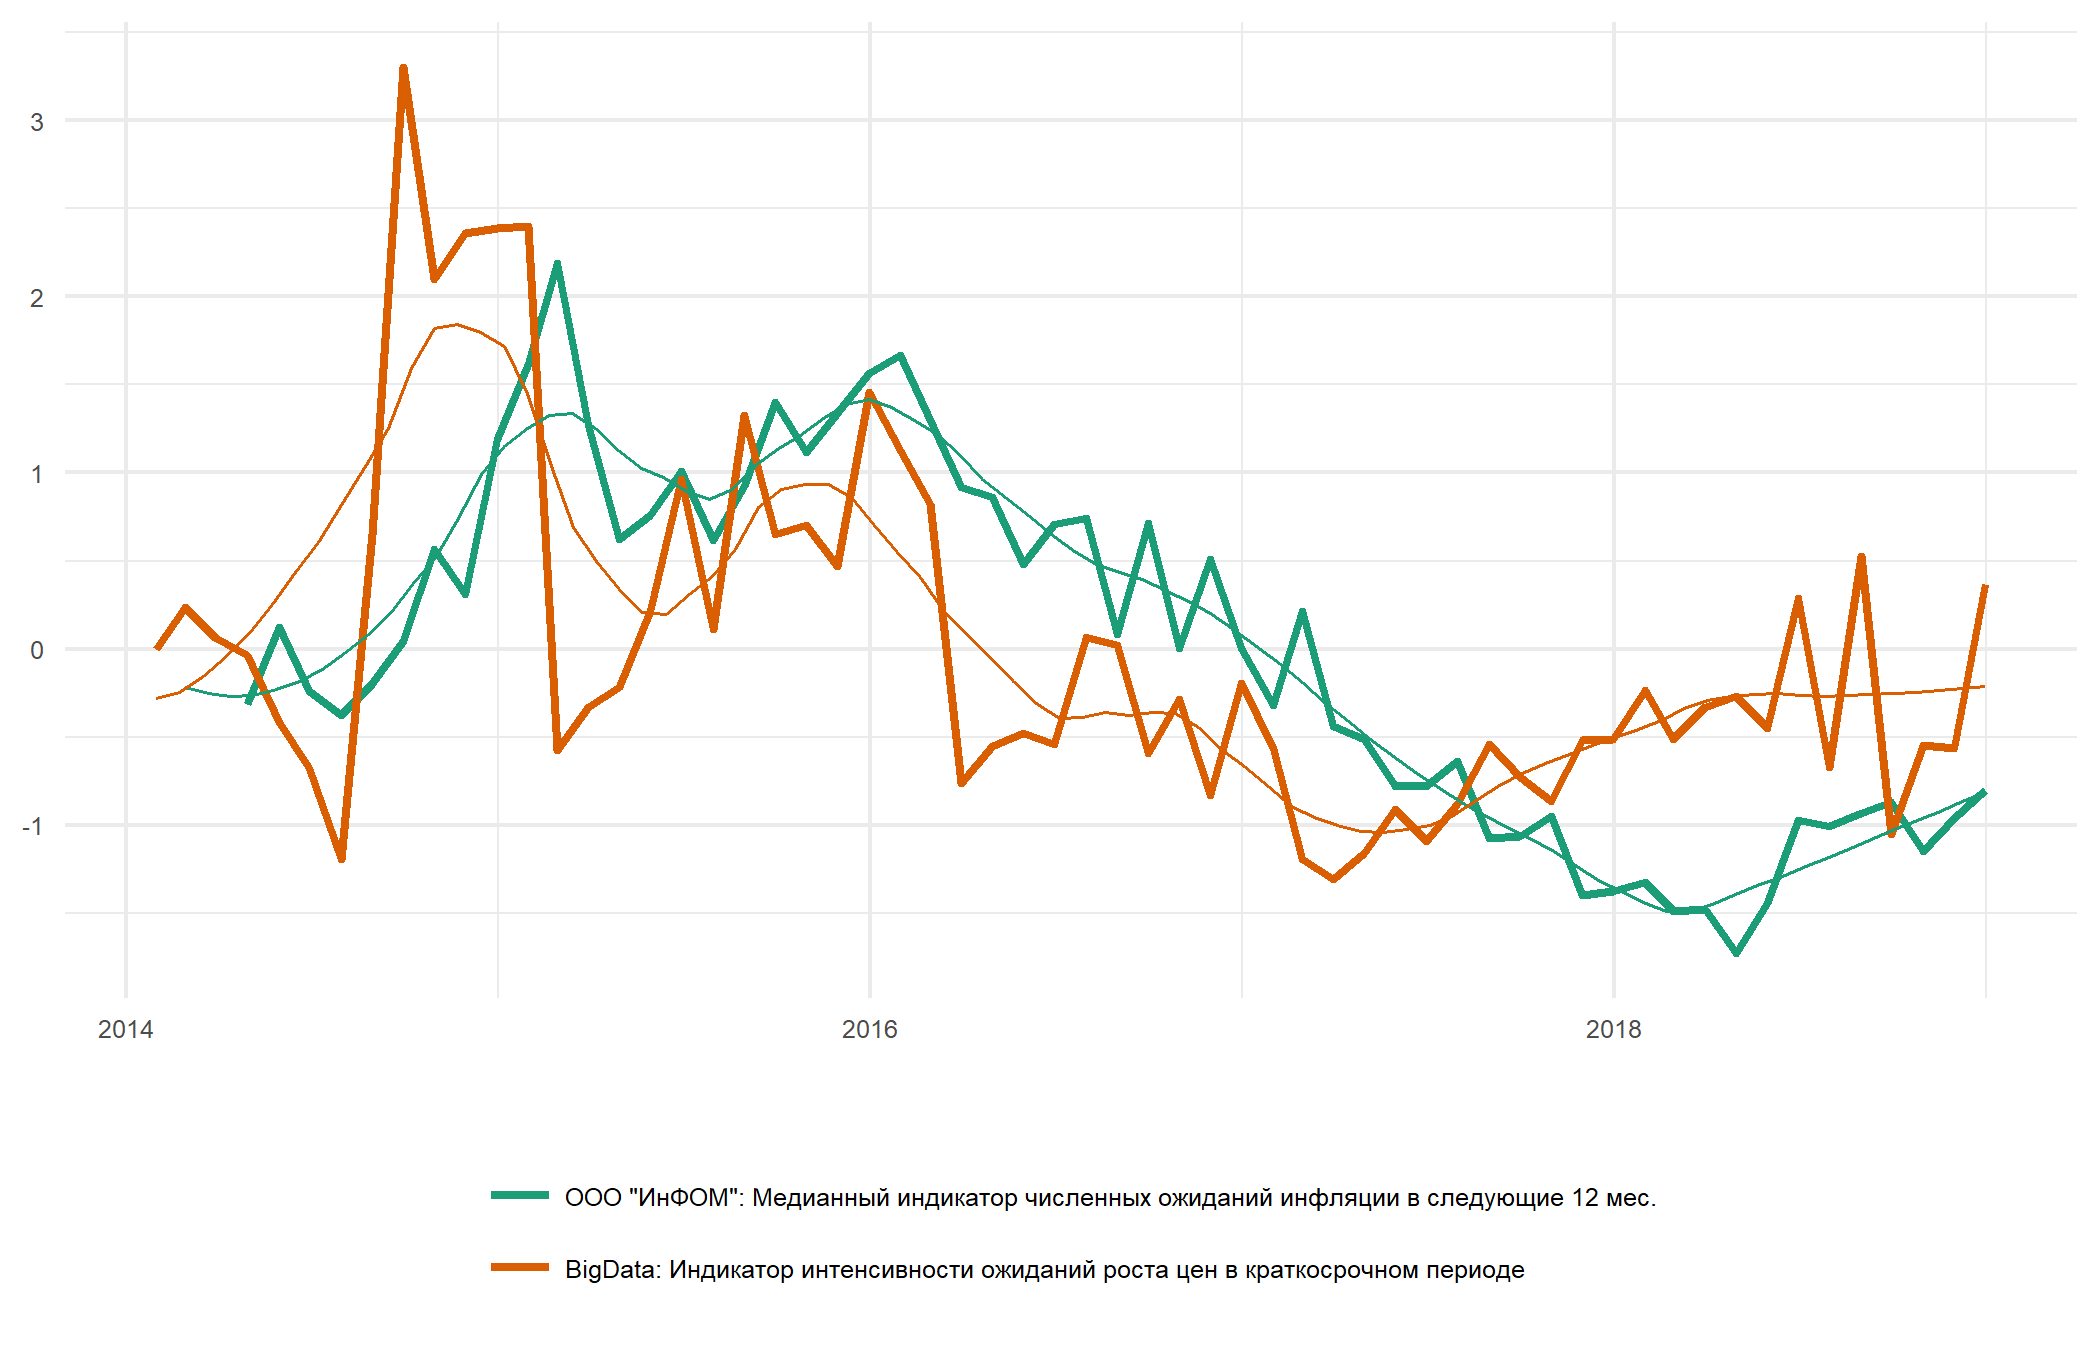 3
2
1
0
-1
2014 2016 2018
ООО "ИнФОМ": Медианный индикатор численных ожиданий инфляции в следующие 12 мес.
BigData: Индикатор интенсивности ожиданий роста цен в краткосрочном периоде